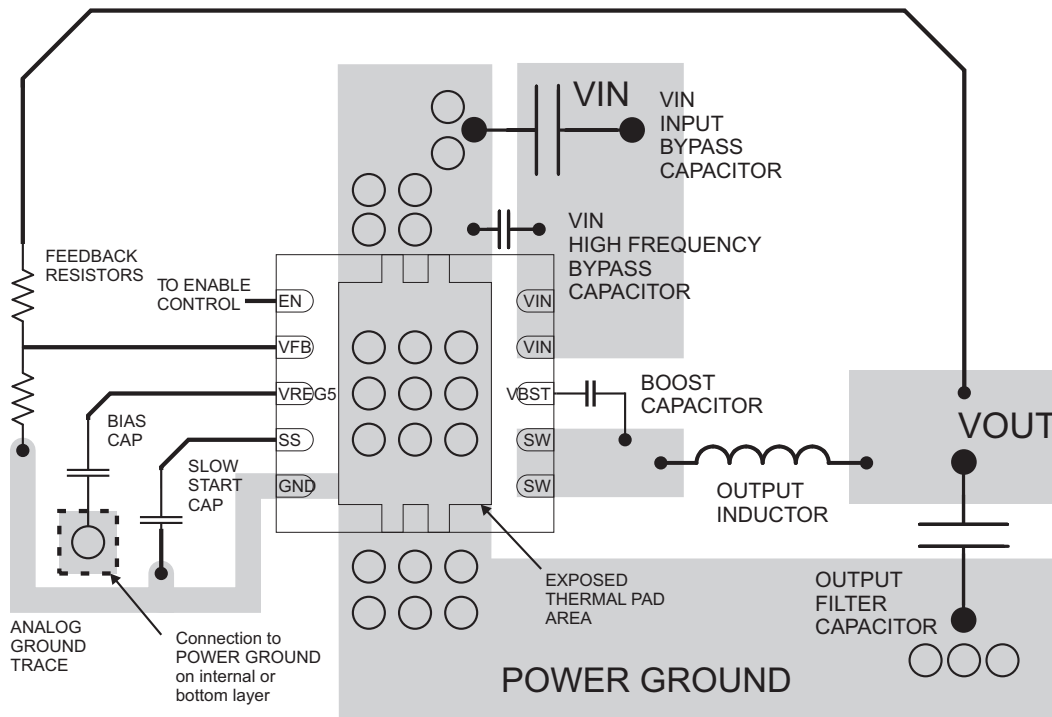 VIN
VIN
INPUT
BYPASS
CAPACITOR
VIN
HIGH FREQUENCY
BYPASS
CAPACITOR
FEEDBACK
RESISTORS
TO ENABLE
CONTROL
EN
VFB
VREG5
SS
GND
VIN
VIN
VBST
SW
SW
BOOST
CAPACITOR
VOUT
BIAS
CAP
SLOW
START
CAP
OUTPUT
INDUCTOR
EXPOSED
THERMAL PAD
AREA
OUTPUT
FILTER
CAPACITOR
ANALOG
GROUND
TRACE
Connection to
POWER GROUND
on internal or
bottom layer
POWER GROUND